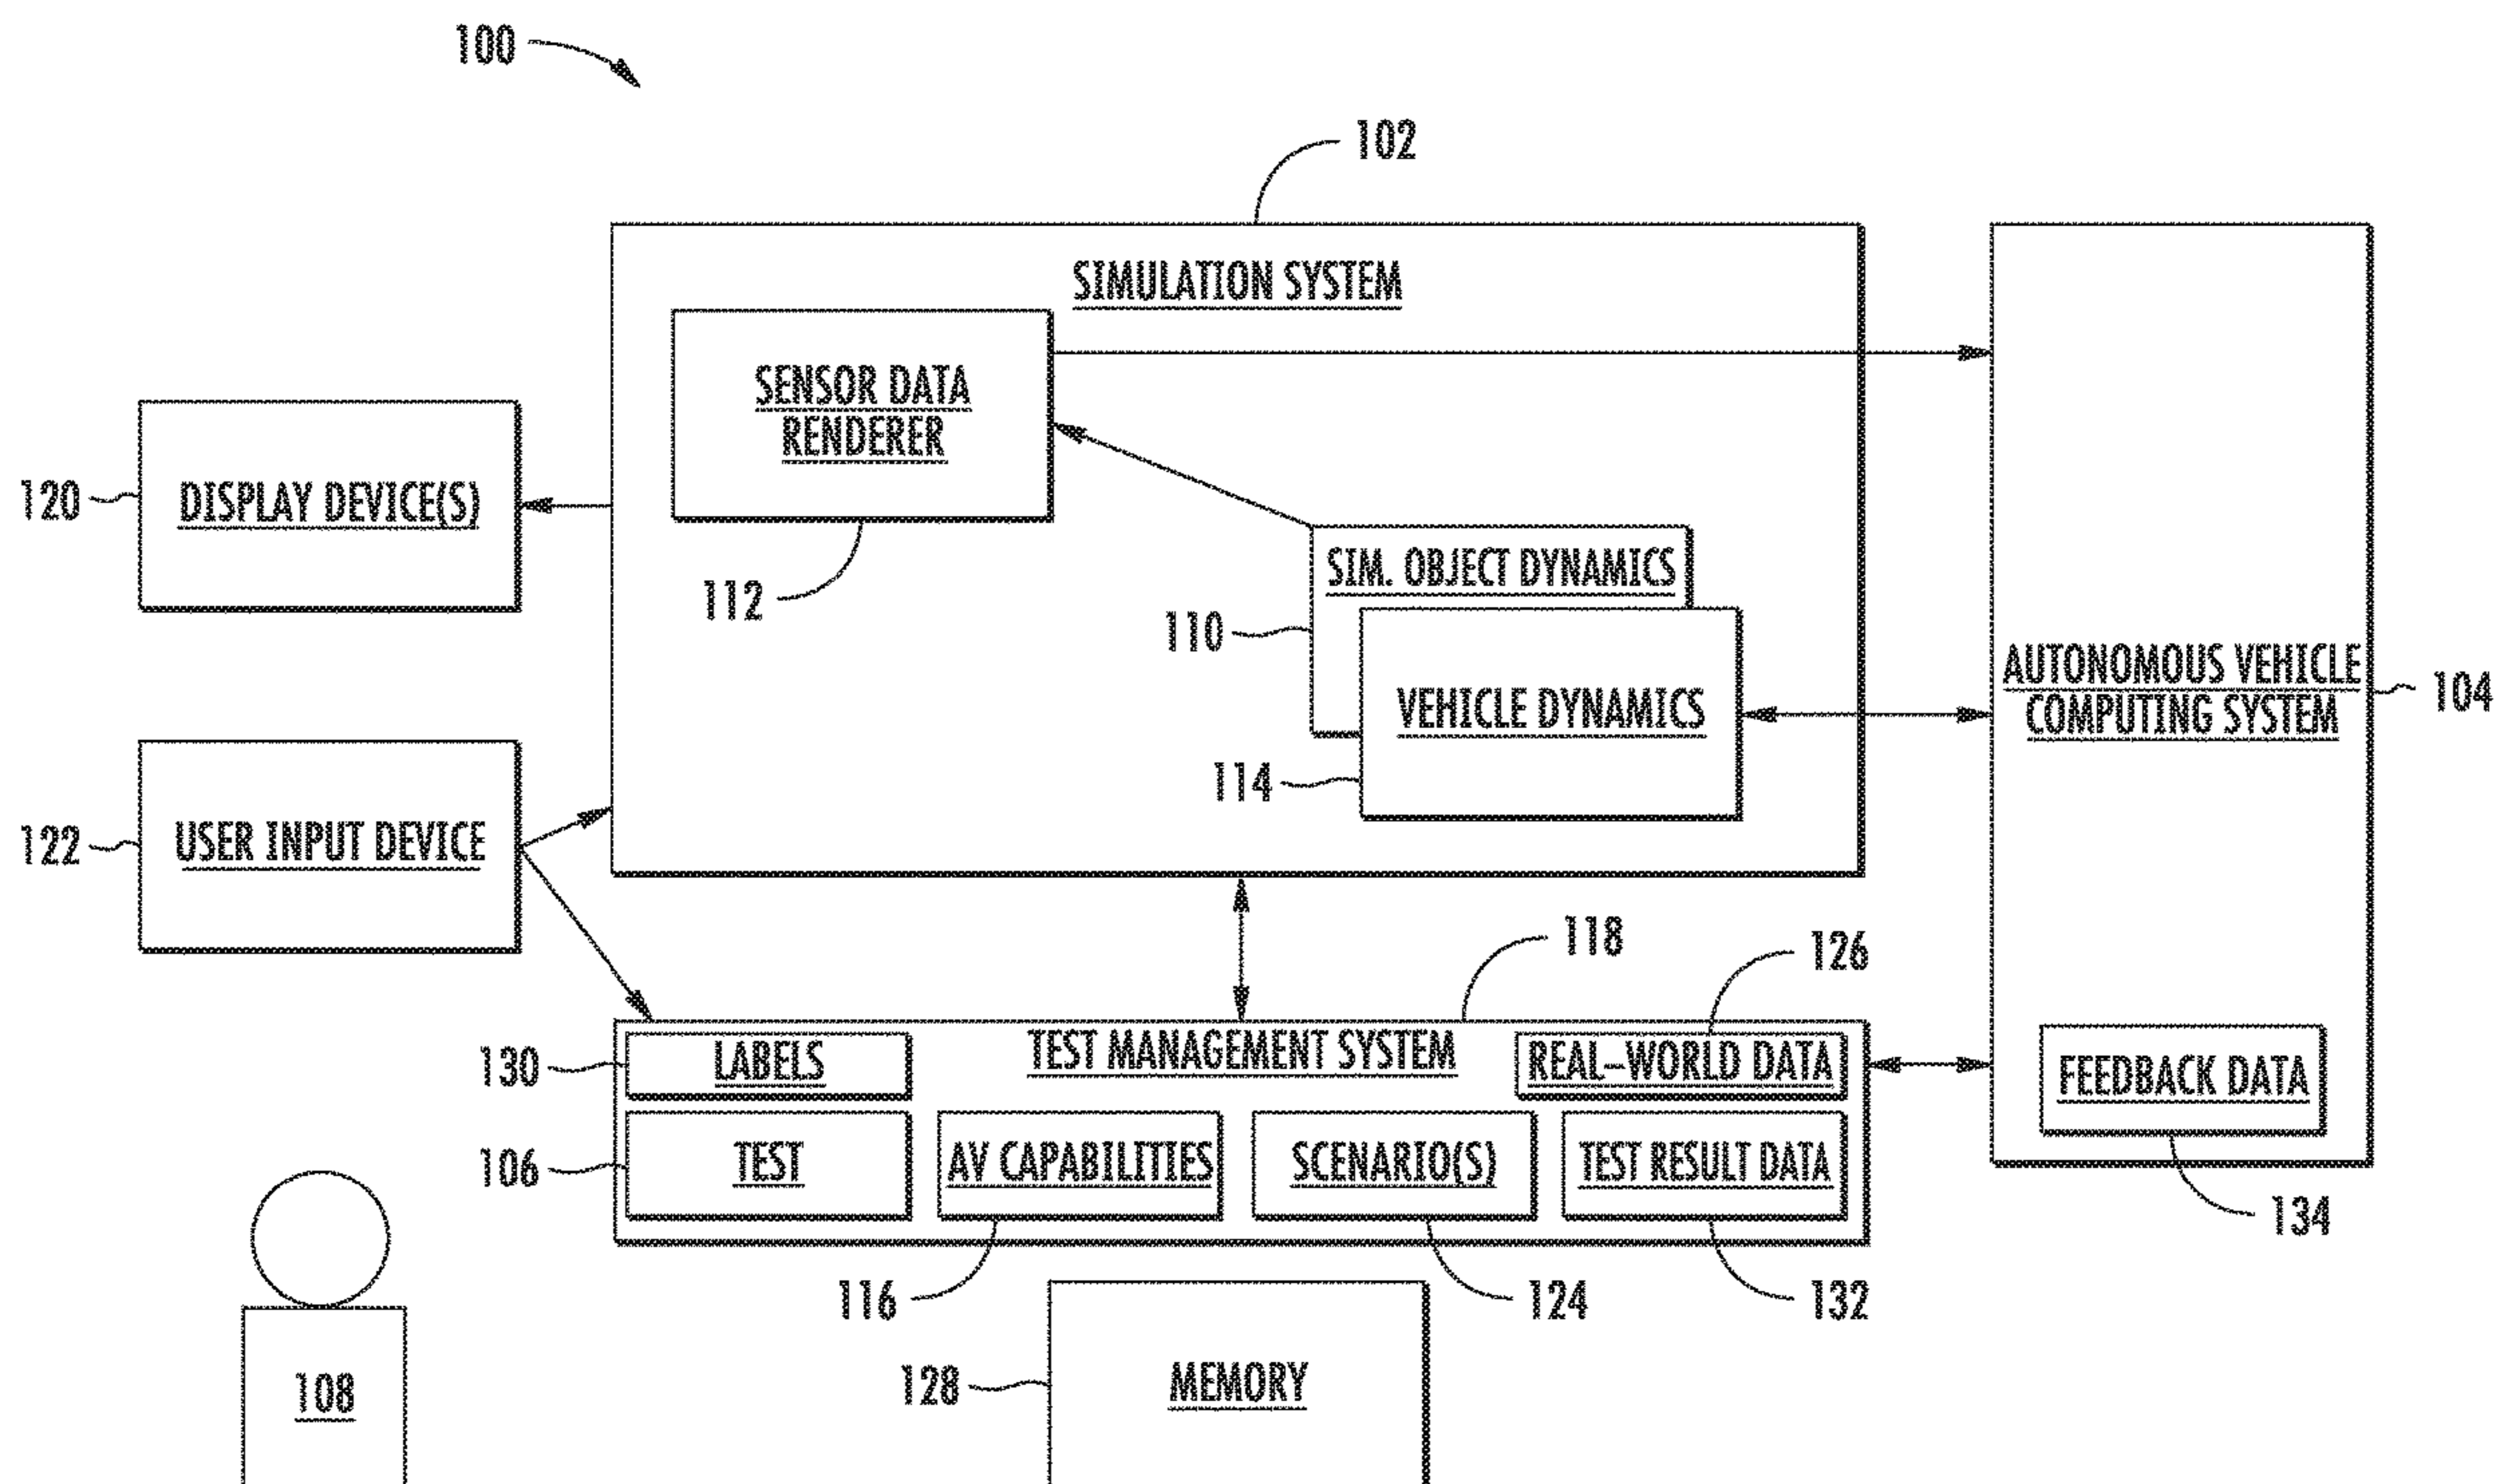 100
102
SIMULATION SYSTEM
SENSOR DATA
RENDERER
112
120
DISPLAY DEVICE(S)
SIM. OBJECT DYNAMICS
110
VEHICLE DYNAMICS
114
AUTONOMOUS VEHICLE
COMPUTING SYSTEM
104
122
USER INPUT DEVICE
118
126
130
LABELS
TEST MANAGEMENT SYSTEM
REAL-WORLD DATA
FEEDBACK DATA
134
106
TEST
AV CAPABILITIES
SCENARIO(S)
TEST RESULT DATA
116
124
132
108
128
MEMORY